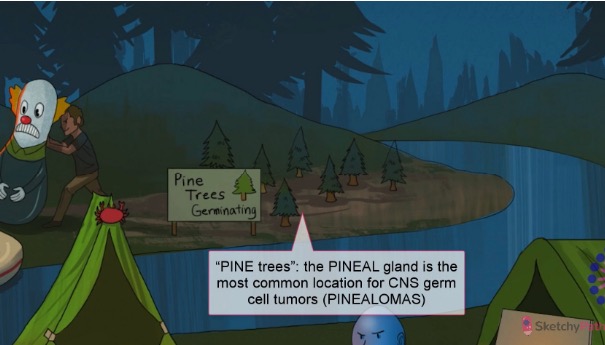 Pine
Trees
Germinating
"PINE trees": the PINEAL gland is the
most common location for CNS germ
cell tumors (PINEALOMAS)
Sketchy